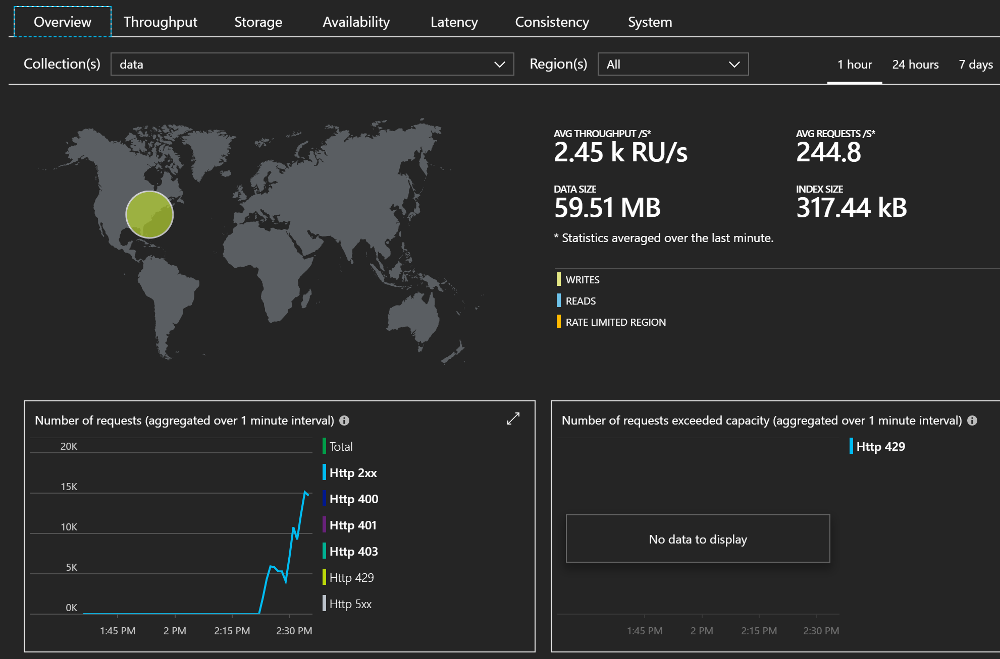 Overview Throughput Storage Availability Latency Consistency System
Collection(s) data Region(s) All 1 hour 24 hours 7 days
AVG THROUGHPUT /S* AVG REQUESTS /S*
2.45 k RU/s 244.8
DATA SIZE INDEX SIZE
59.51 MB 317.44 kB
* Statistics averaged over the last minute.
WRITES
READS
RATE LIMITED REGION
Number of requests (aggregated over 1 minute interval)
20K
15K
10K
5K
0K
1:45 PM 2 PM 2:15 PM 2:30 PM
Total
Http 2xx
Http 400
Http 401
Http 403
Http 429
Http 5xx
Number of requests exceeded capacity (aggregated over 1 minute interval)
Http 429
No data to display
1:45 PM 2 PM 2:15 PM 2:30 PM